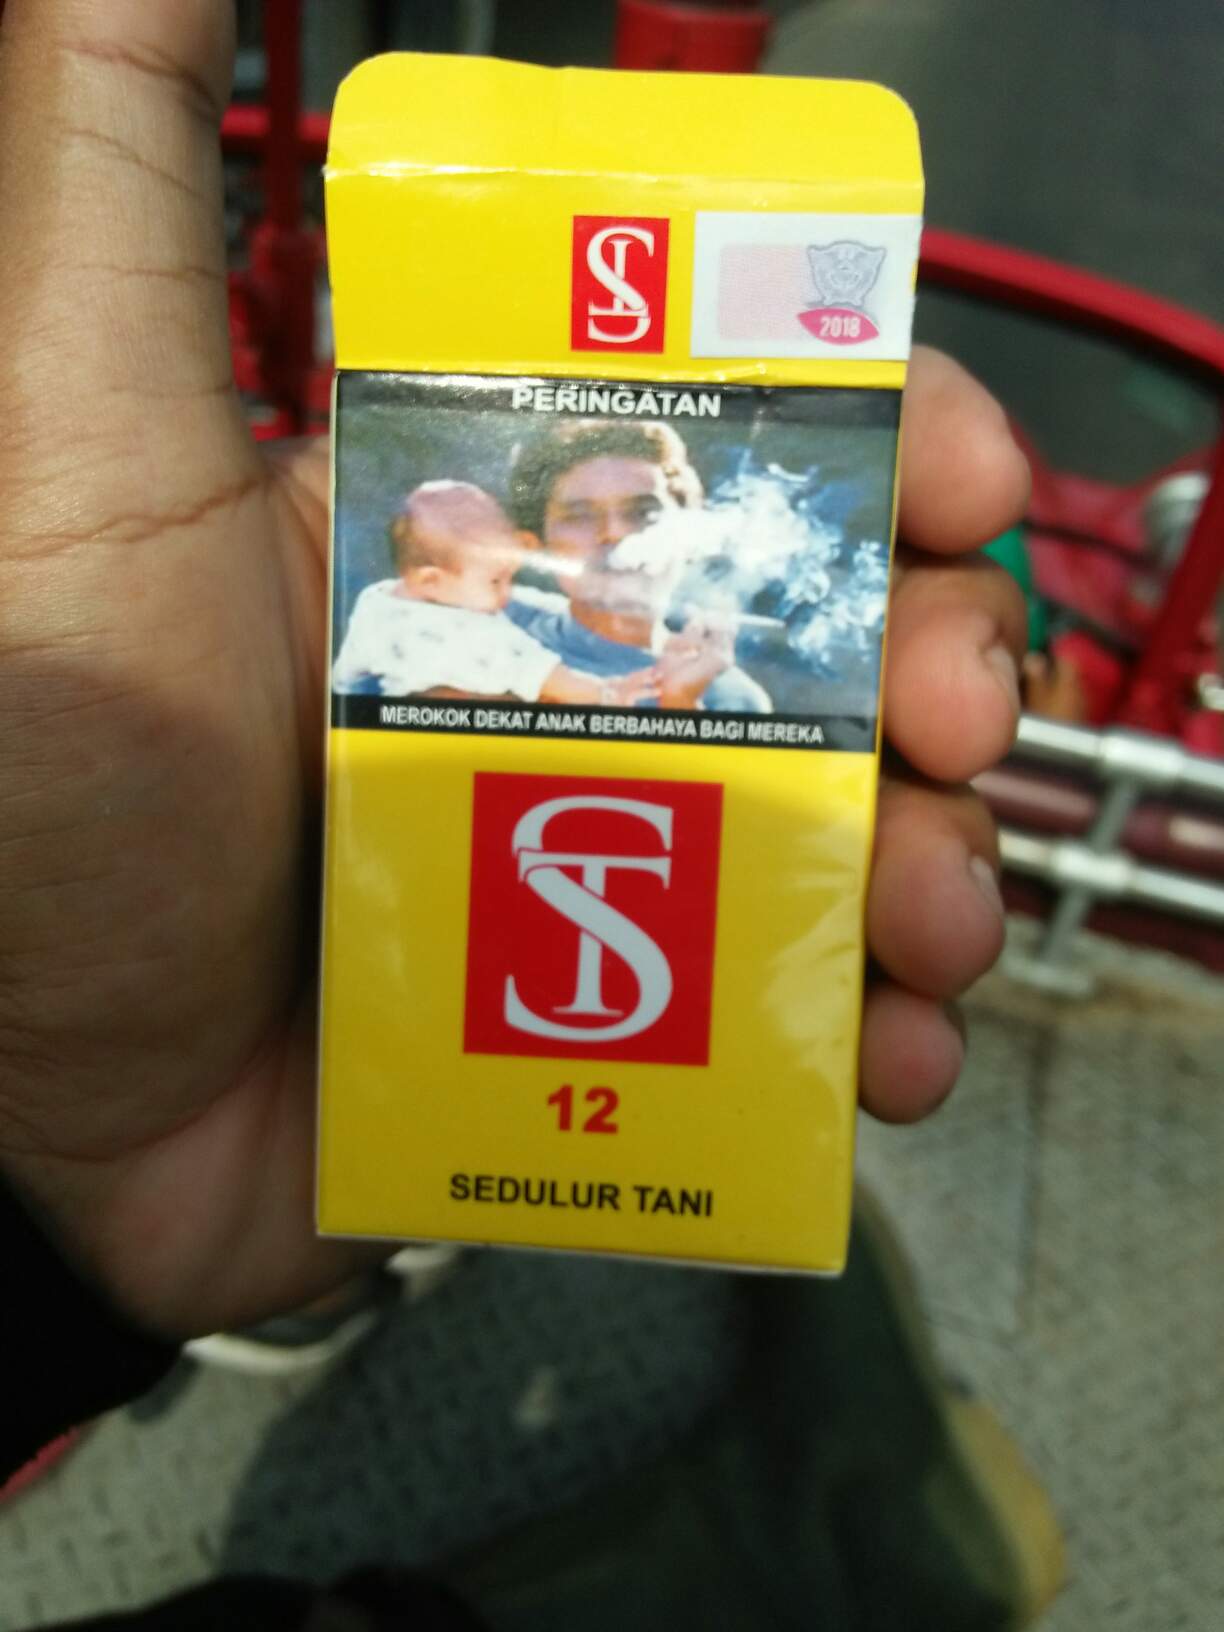 ST
2018
PERINGATAN
MEROKOK DEKAT ANAK BERBAHAYA BAGI MEREKA
ST
12
SEDULUR TANI